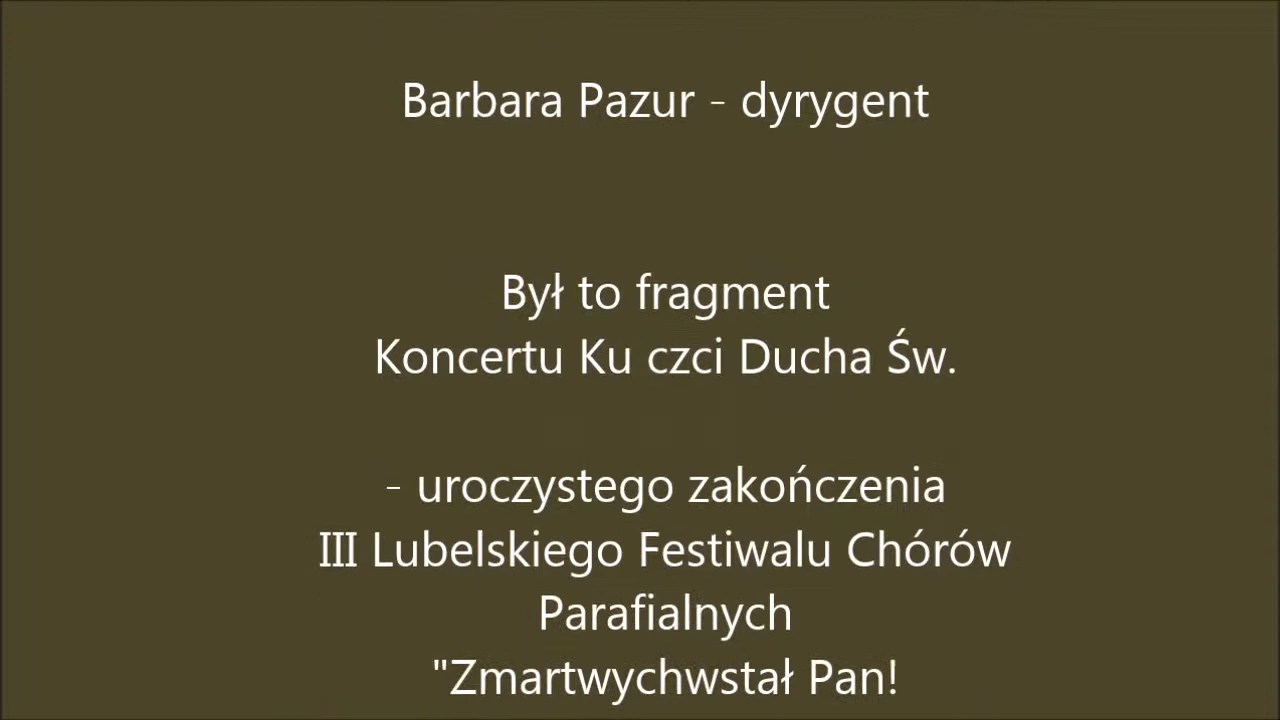 Barbara Pazur - dyrygent
Był to fragment
Koncertu Ku czci Ducha Św.
- uroczystego zakończenia
III Lubelskiego Festiwalu Chórów
Parafialnych
"Zmartwychwstał Pan!